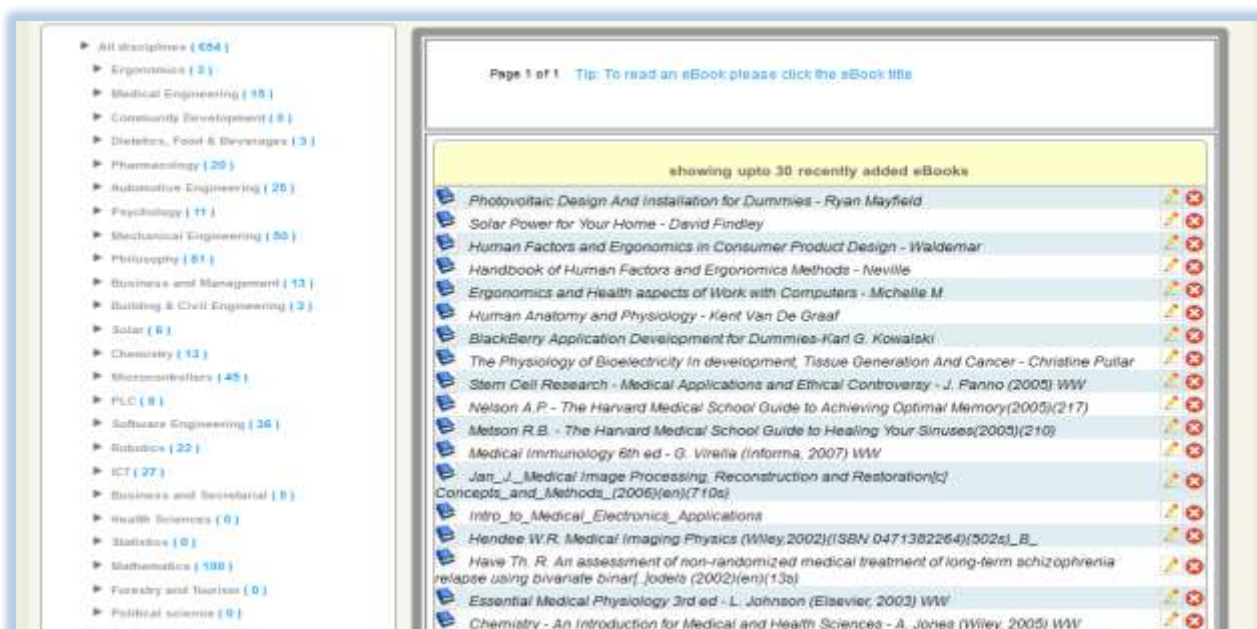 All disciplines ( 694 )
Ergonomics ( 3 )
Medical Engineering ( 15 )
Community Development ( 5 )
Dietetics, Food & Beverages ( 3 )
Pharmacology ( 20 )
Automotive Engineering ( 25 )
Psychology ( 11 )
Mechanical Engineering ( 50 )
Philosophy ( 61 )
Business and Management ( 13 )
Building & Civil Engineering ( 3 )
Solar ( 6 )
Chemistry ( 13 )
Microcontrollers ( 45 )
PLC
Software Engineering ( 36 )
Robotics ( 22 )
ICT ( 27 )
Business and Secretarial
Health Sciences ( 0 )
Statistics ( 0 )
Mathematics
Forestry and Tourism ( 0 )
Political science ( 0 )
Page 1 of 1 Tip: To read an eBook please click the eBook title
showing upto 30 recently added eBooks
Photovoltaic Design And Installation for Dummies - Ryan Mayfield
Solar Power for Your Home - David Findley
Human Factors and Ergonomics in Consumer Product Design - Waldemar
Handbook of Human Factors and Ergonomics Methods - Neville
Ergonomics and Health aspects of Work with Computers - Michelle M
Human Anatomy and Physiology - Kent Van De Graaf
BlackBerry Application Development for Dummies-Karl G. Kowalski
The Physiology of Bioelectricity In development, Tissue Generation And Cancer - Christine Pullar
Stem Cell Research - Medical Applications and Ethical Controversy - J. Panno (2005) WW
Nelson A.P. - The Harvard Medical School Guide to Achieving Optimal Memory(2005)(217)
Metson R.B. - The Harvard Medical School Guide to Healing Your Sinuses(2005)(210)
Medical Immunology 6th ed - G. Virella (Informa, 2007) WW
Jan_J._Medical Image Processing, Reconstruction and Restoration[c]
Concepts_and_Methods_(2006)(en)(710s)
Intro_to_Medical_Electronics_Applications
Hendee W.R. Medical Imaging Physics (Wiley,2002)(ISBN 0471382264)(502s)_B_
Have Th. R. An assessment of non-randomized medical treatment of long-term schizophrenia
relapse using bivariate binar[.]odels (2002)(en)(13s)
Essential Medical Physiology 3rd ed - L. Johnson (Elsevier, 2003) WW
Chemistry - An Introduction for Medical and Health Sciences - A. Jones (Wiley, 2005) WW